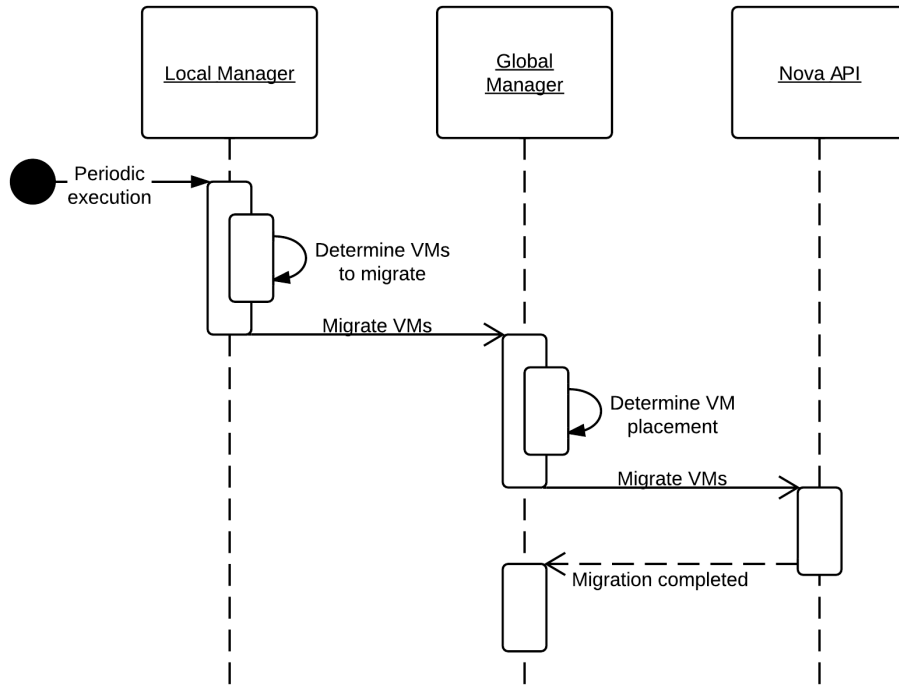 Local Manager
Global
Manager
Nova API
Periodic
execution
Determine VMs
to migrate
Migrate VMs
Determine VM
placement
Migrate VMs
Migration completed